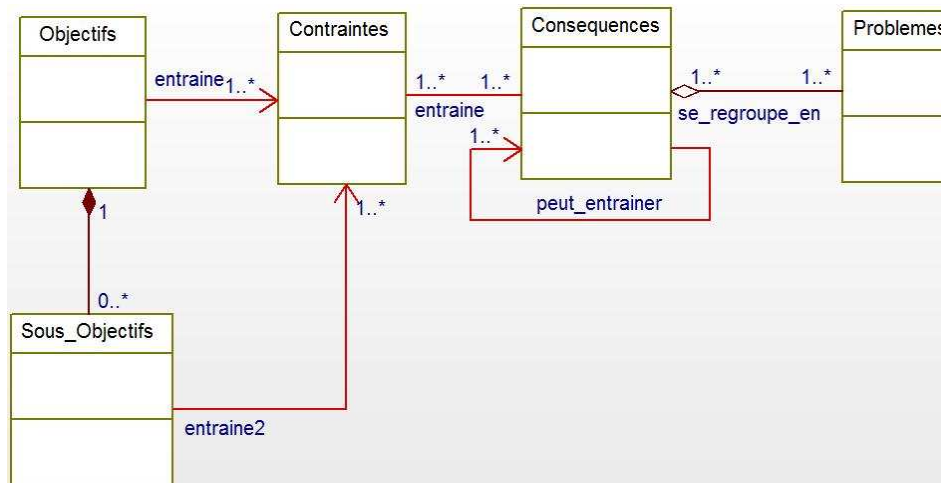 Objectifs
Contraintes
Consequences
Problemes
entraine
1..*
1..*
1..*
entraine
1..*
1..*
se_regroupe_en
1..*
peut_entrainer
1
1..*
0..*
Sous_Objectifs
entraine2